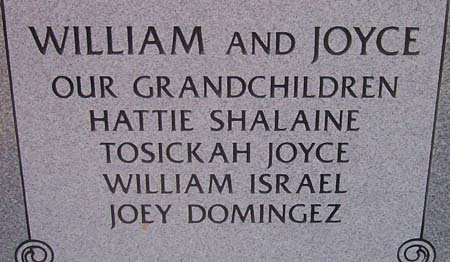 WILLIAM AND JOYCE
OUR GRANDCHILDREN
HATTIE SHALAINE
TOSICKAH JOYCE
WILLIAM ISRAEL
JOEY DOMINGEZ